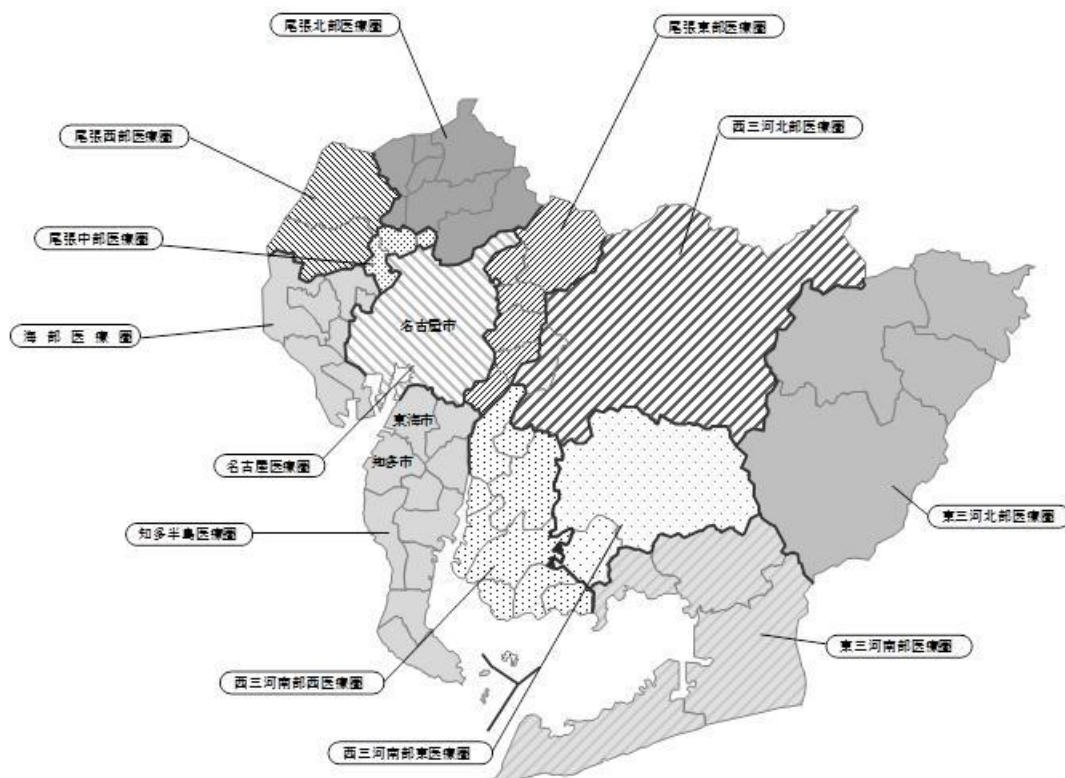 尾張北部医療圏
尾張東部医療圏
西三河北部医療圏
尾張西部医療圏
尾張中部医療圏
名古屋市
海部医療圏
東海市
知多市
名古屋医療圏
東三河北部医療圏
知多半島医療圏
東三河南部医療圏
西三河南部西医療圏
西三河南部東医療圏